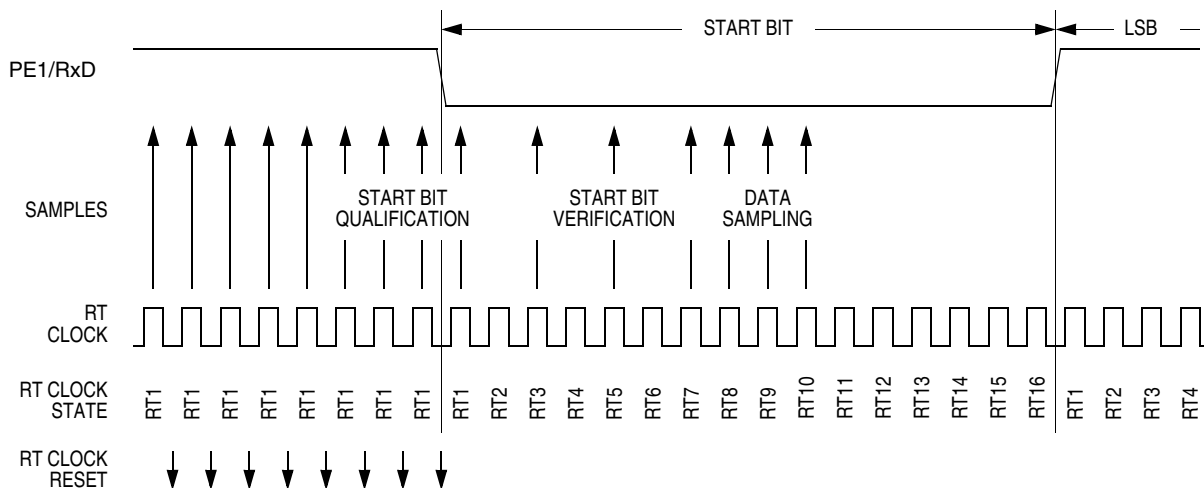 START BIT
LSB
PE1/RxD
SAMPLES
START BIT
QUALIFICATION
START BIT
VERIFICATION
DATA
SAMPLING
RT
CLOCK
RT CLOCK
STATE
RT1 RT1 RT1 RT1 RT1 RT1 RT1 RT1 RT1 RT2 RT3 RT4 RT5 RT6 RT7 RT8 RT9 RT10 RT11 RT12 RT13 RT14 RT15 RT16 RT1 RT2 RT3 RT4
RT CLOCK
RESET